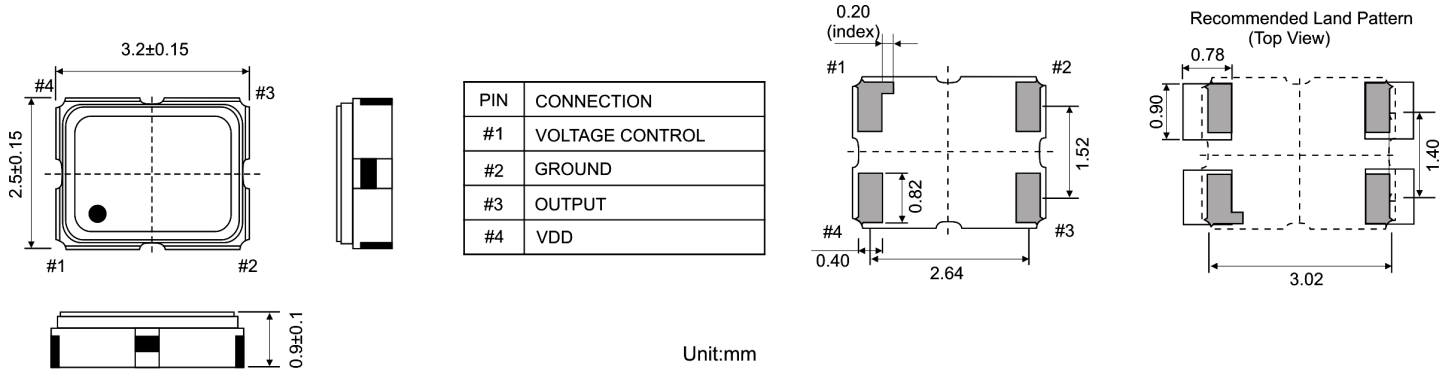 3.2±0.15
#4
#3
2.5±0.15
#1
#2
0.9±0.1
PIN CONNECTION
#1 VOLTAGE CONTROL
#2 GROUND
#3 OUTPUT
#4 VDD
Unit:mm
0.20
(index)
#1
#2
1.52
0.82
#4
#3
0.40
2.64
Recommended Land Pattern
(Top View)
0.78
0.90
1.40
3.02